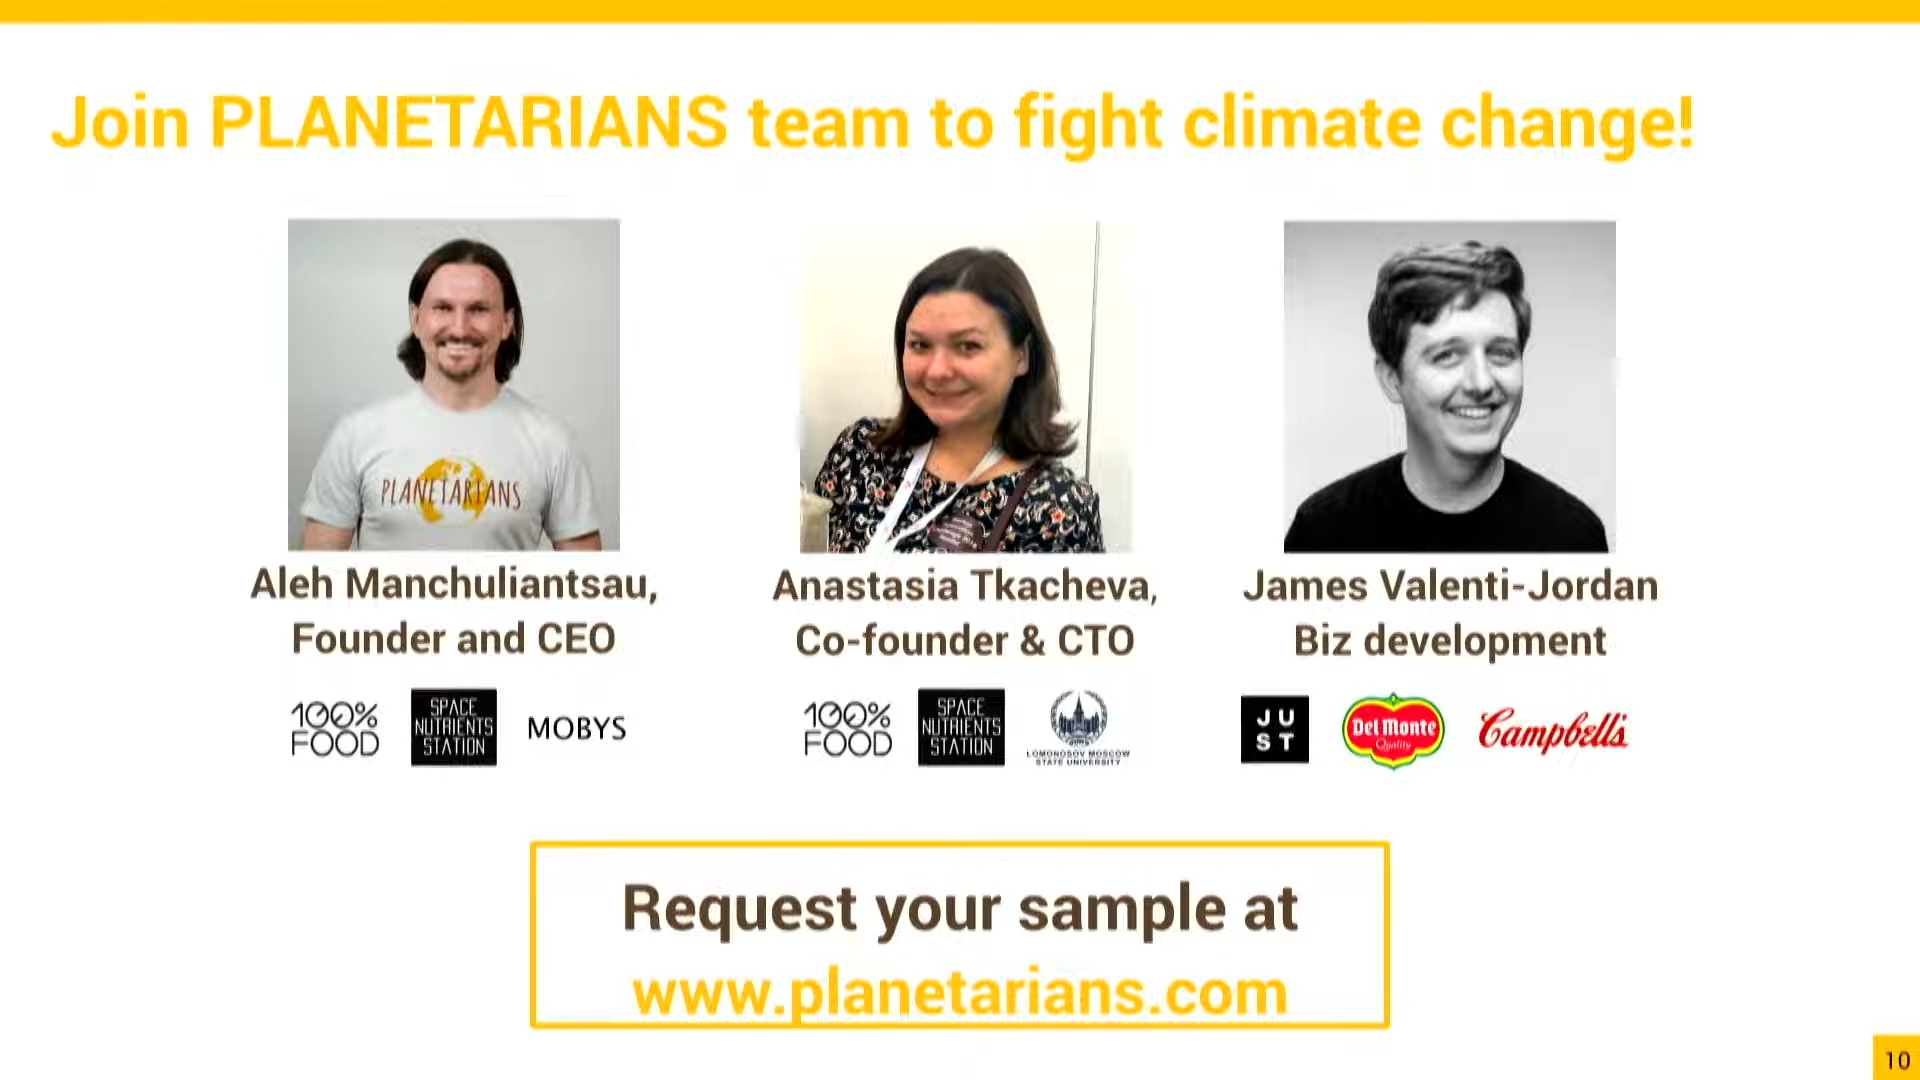 Join PLANETARIANS team to fight climate change!
PLANETARIANS
Aleh Manchuliantsau,
Founder and CEO
Anastasia Tkacheva,
Co-founder & CTO
James Valenti-Jordan
Biz development
100%
FOOD
SPACE
NUTRIENTS
STATION
MOBYS
100%
FOOD
SPACE
NUTRIENTS
STATION
LOMONOSOV MOSCOW
STATE UNIVERSITY
JU
ST
Del Monte
Quality
Campbell's
Request your sample at
www.planetarians.com
10